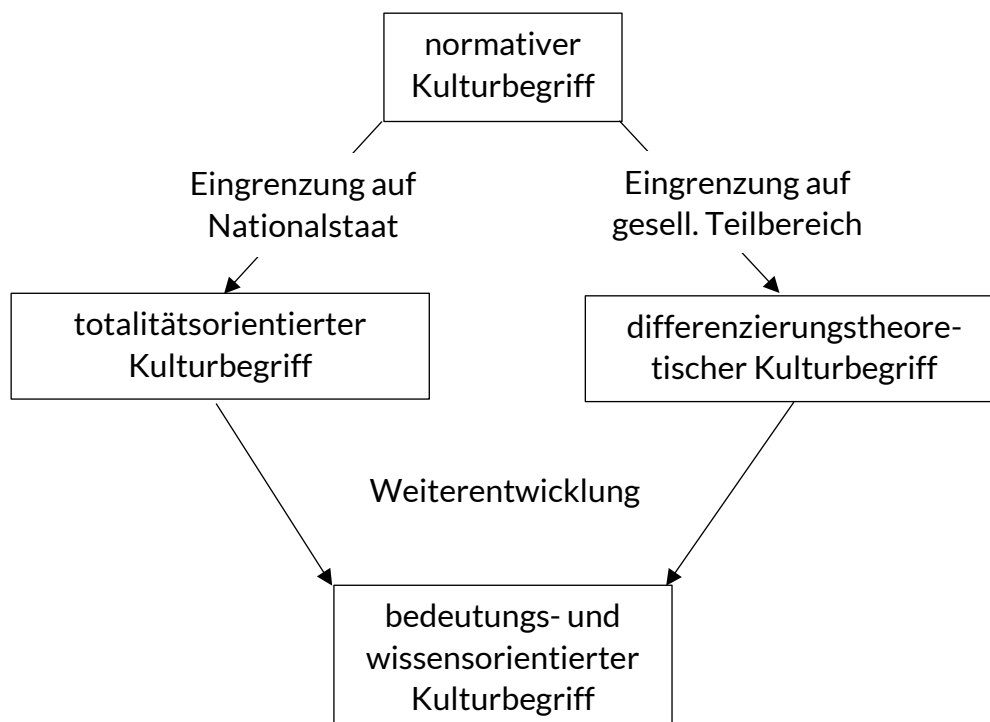 normativer
Kulturbegriff
Eingrenzung auf
Nationalstaat
Eingrenzung auf
gesell. Teilbereich
totalitätsorientierter
Kulturbegriff
differenzierungstheore-
tischer Kulturbegriff
Weiterentwicklung
bedeutungs- und
wissensorientierter
Kulturbegriff